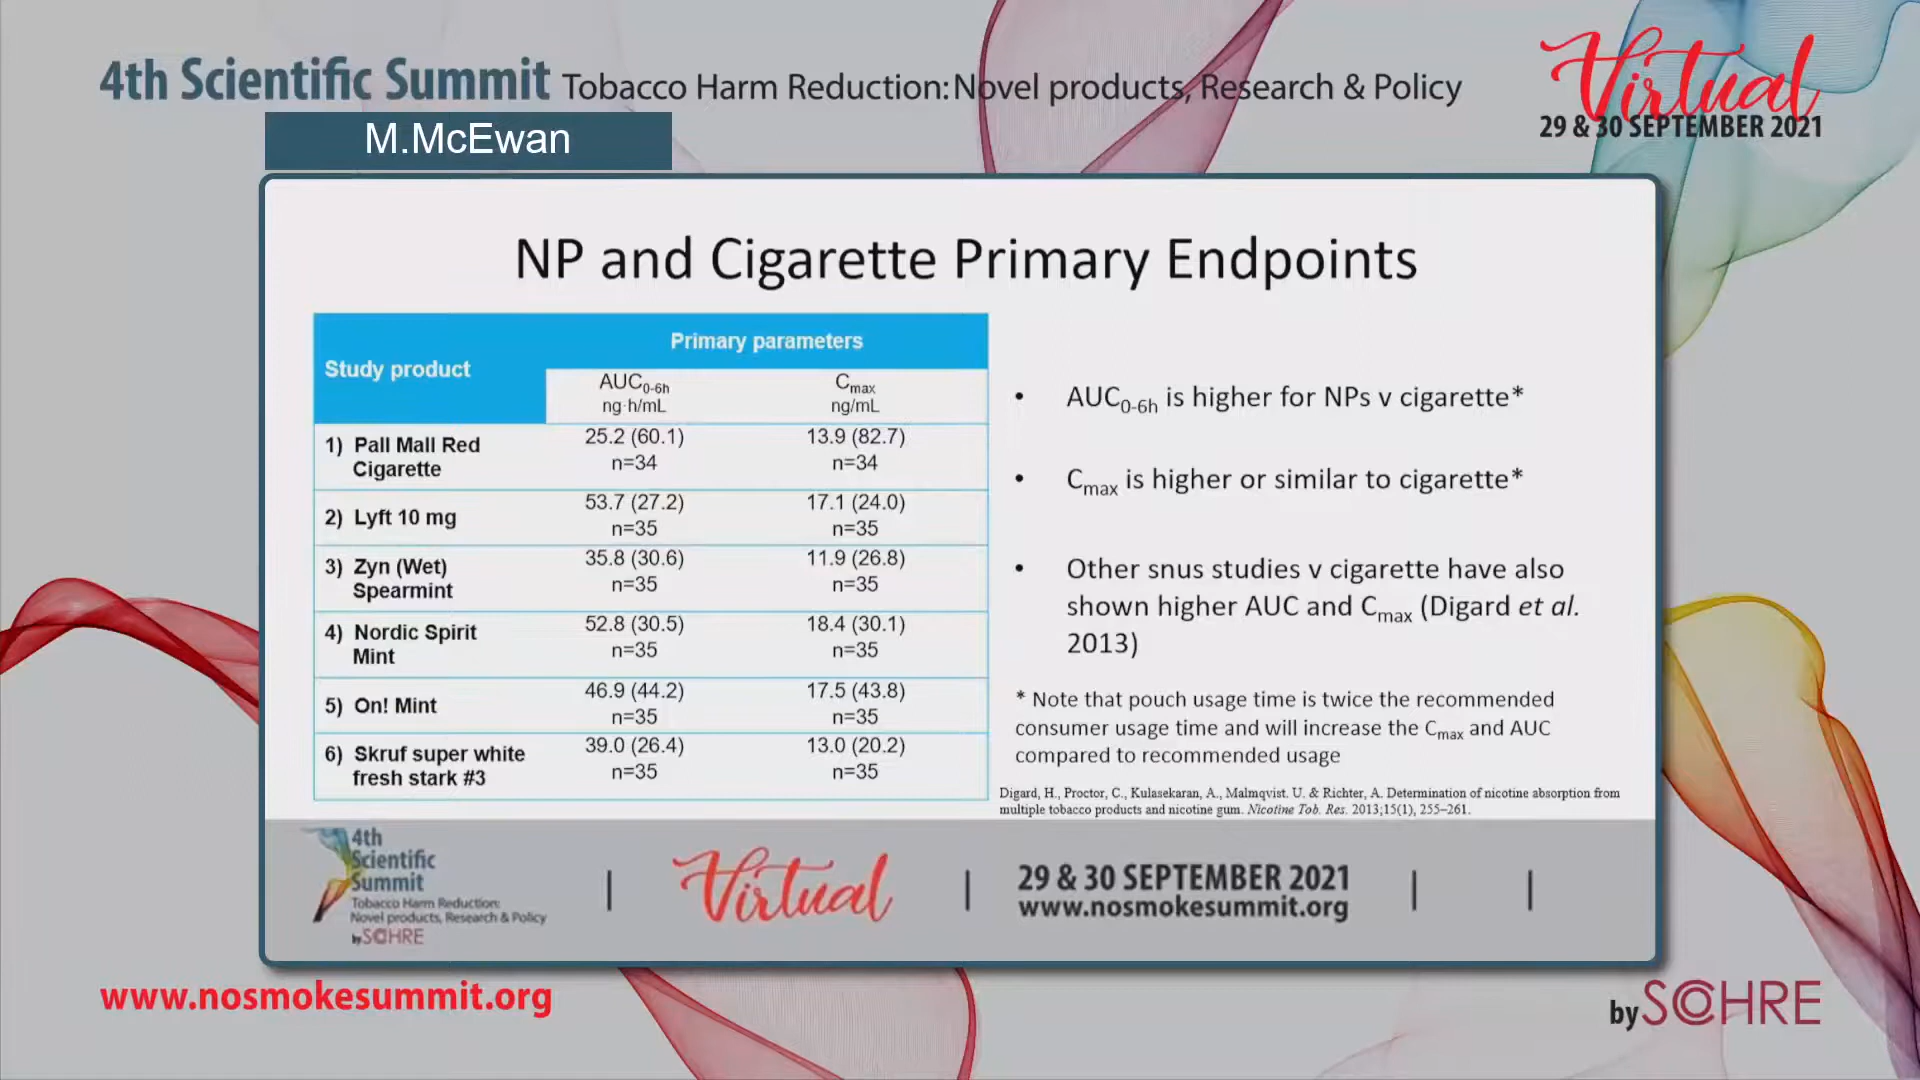 4th Scientific Summit Tobacco Harm Reduction: Novel products, Research & Policy
Virtual
29 & 30 SEPTEMBER 2021
M.McEwan
NP and Cigarette Primary Endpoints
Study product
Primary parameters
AUC0-6h
ng·h/mL
Cmax
ng/mL
1) Pall Mall Red
Cigarette
25.2 (60.1)
n=34
13.9 (82.7)
n=34
2) Lyft 10 mg
53.7 (27.2)
n=35
17.1 (24.0)
n=35
3) Zyn (Wet)
Spearmint
35.8 (30.6)
n=35
11.9 (26.8)
n=35
4) Nordic Spirit
Mint
52.8 (30.5)
n=35
18.4 (30.1)
n=35
5) On! Mint
46.9 (44.2)
n=35
17.5 (43.8)
n=35
6) Skruf super white
fresh stark #3
39.0 (26.4)
n=35
13.0 (20.2)
n=35
• AUC0-6h is higher for NPs v cigarette*
• Cmax is higher or similar to cigarette*
• Other snus studies v cigarette have also
shown higher AUC and Cmax (Digard et al.
2013)
* Note that pouch usage time is twice the recommended
consumer usage time and will increase the Cmax and AUC
compared to recommended usage
Digard, H., Proctor, C., Kulasekaran, A., Malmqvist. U. & Richter, A. Determination of nicotine absorption from
multiple tobacco products and nicotine gum. Nicotine Tob. Res. 2013;15(1), 255–261.
4th
Scientific
Summit
Tobacco Harm Reduction:
Novel products, Research & Policy
by SCOHRE
Virtual
29 & 30 SEPTEMBER 2021
www.nosmokesummit.org
www.nosmokesummit.org
by SCOHRE